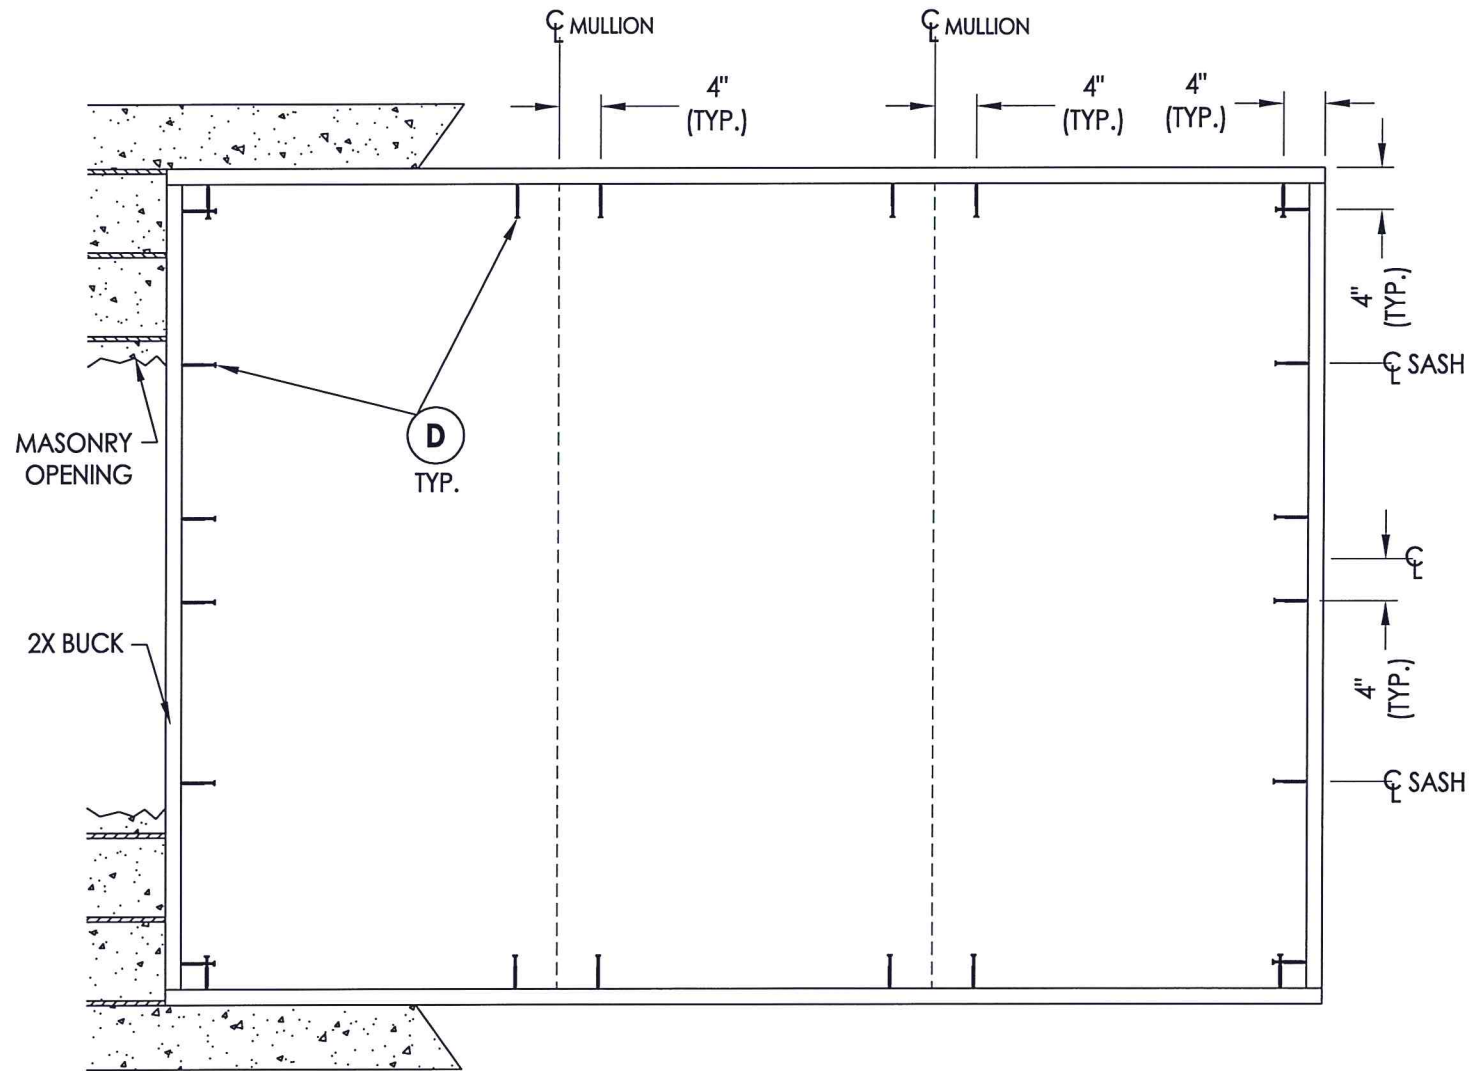 ℄ MULLION
℄ MULLION
4"
(TYP.)
4"
(TYP.)
4"
(TYP.)
4"
(TYP.)
℄ SASH
MASONRY
OPENING
D
TYP.
℄
2X BUCK
4"
(TYP.)
℄ SASH